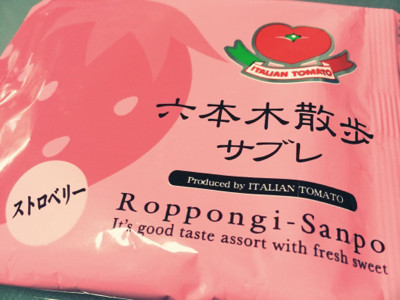 ITALIAN TOMATO
六本木散歩
サブレ
Produced by ITALIAN TOMATO
ストロベリー
Roppongi-Sanpo
It's good taste assort with fresh sweet